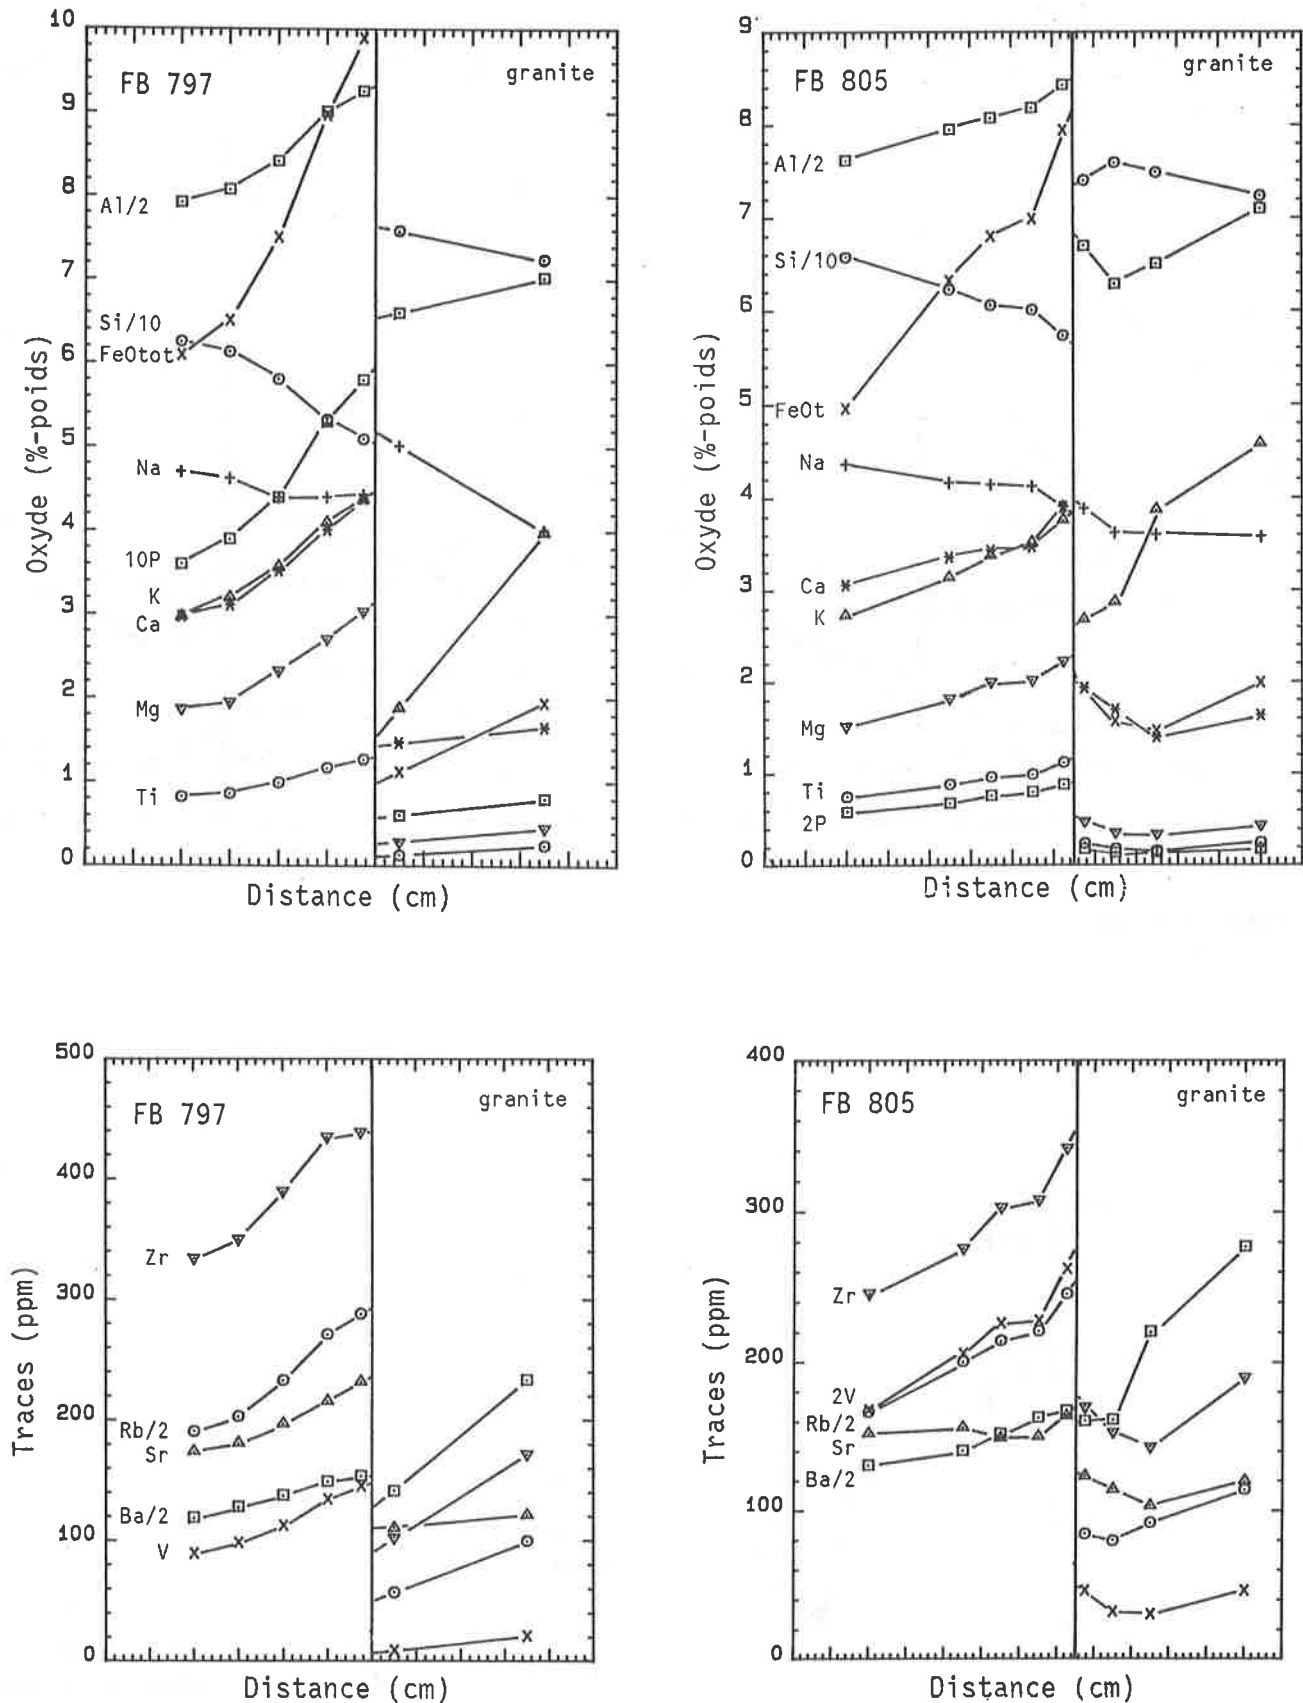 10
9
8
7
6
5
4
3
2
1
0
FB 797
granite
Al/2
Si/10
FeOtot
Na
10P
K
Ca
Mg
Ti
Oxyde (%-poids)
Distance (cm)
9
8
7
6
5
4
3
2
1
0
FB 805
granite
Al/2
Si/10
FeOt
Na
Ca
K
Mg
Ti
2P
Oxyde (%-poids)
Distance (cm)
500
400
300
200
100
0
FB 797
granite
Zr
Rb/2
Sr
Ba/2
V
Traces (ppm)
Distance (cm)
400
300
200
100
0
FB 805
granite
Zr
2V
Rb/2
Sr
Ba/2
Traces (ppm)
Distance (cm)